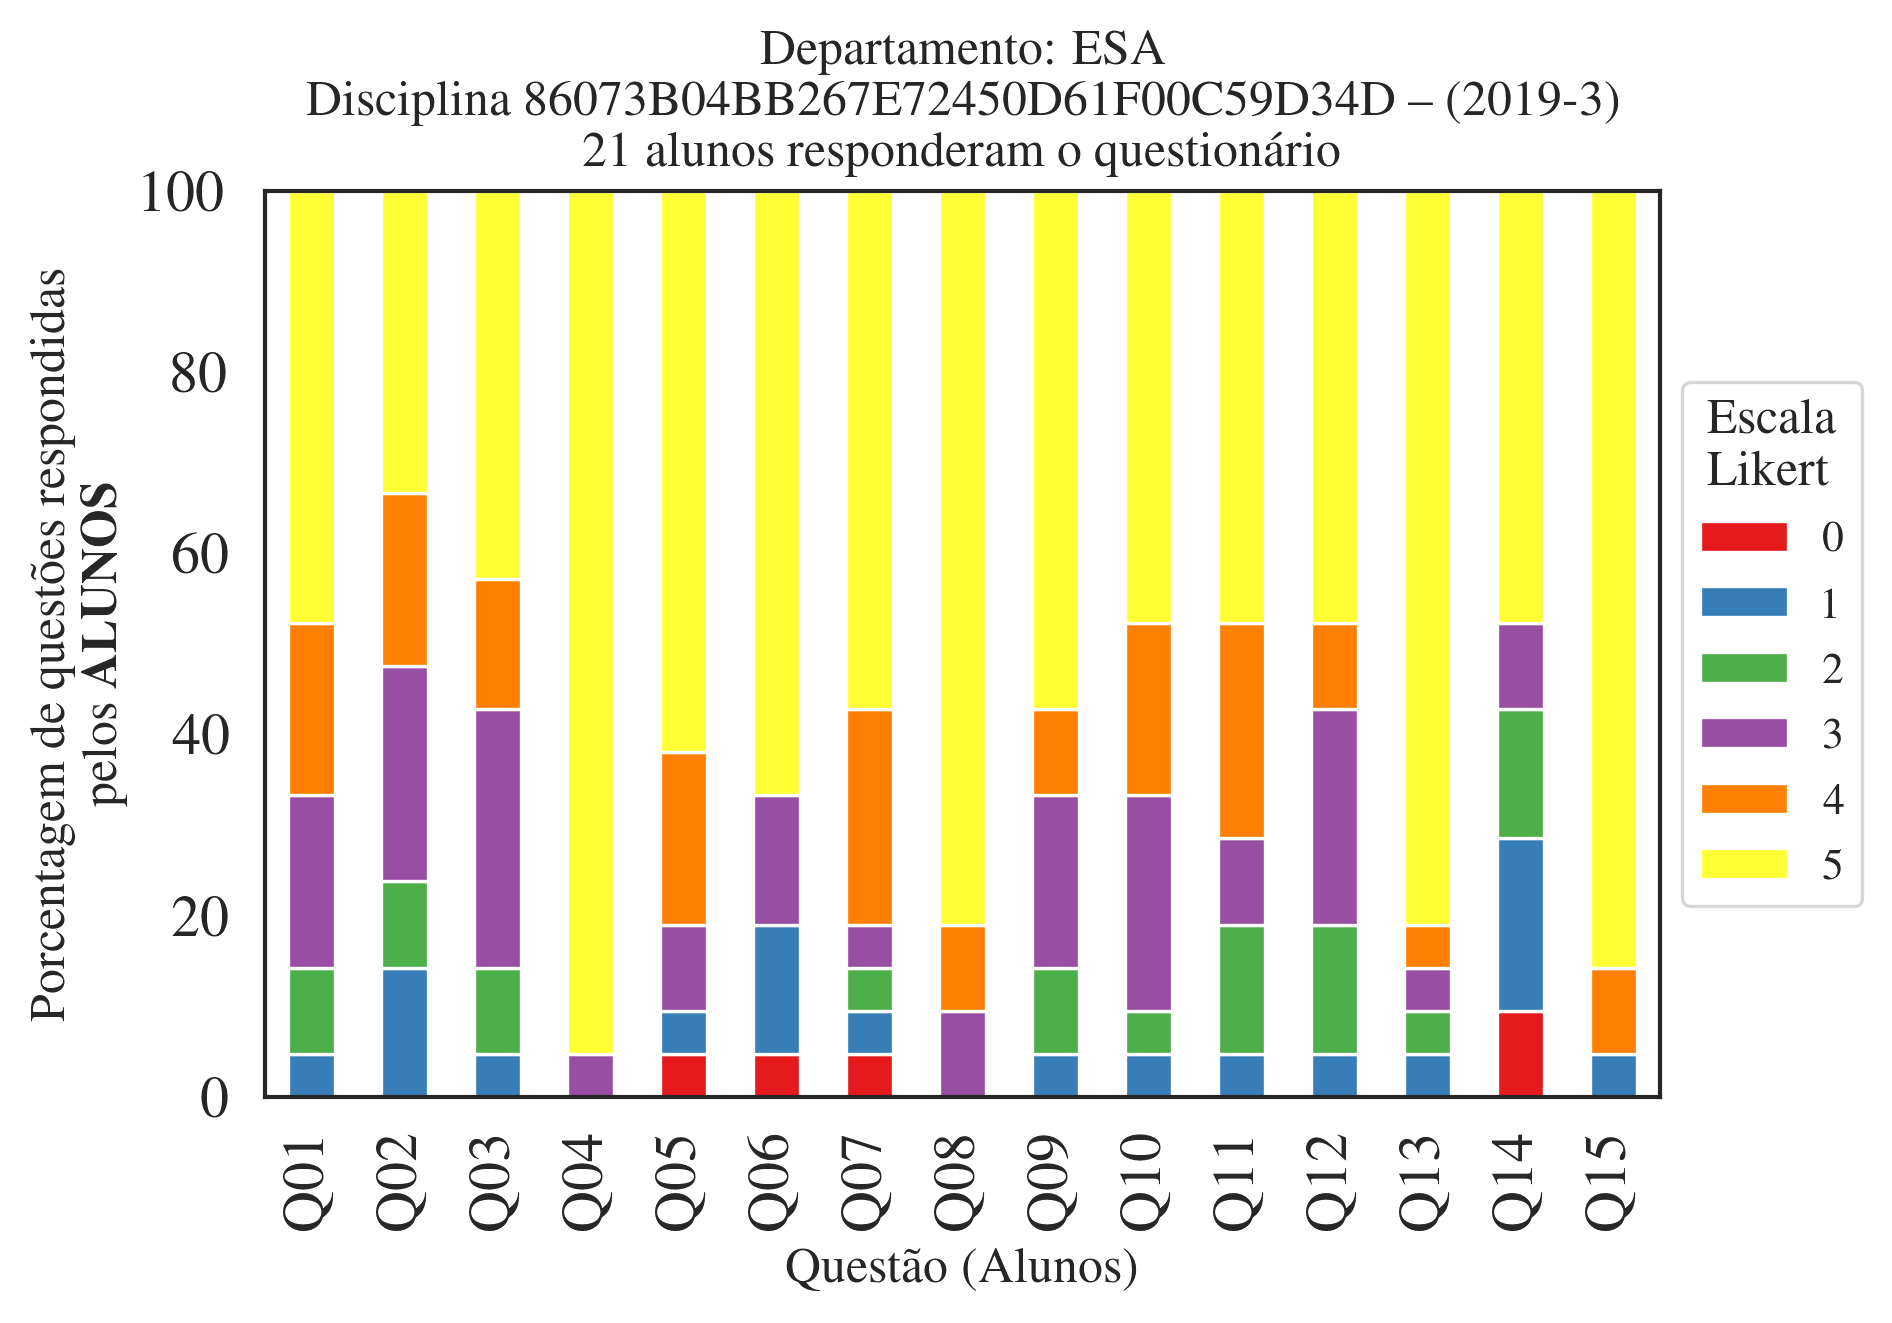 Departamento: ESA
Disciplina 86073B04BB267E72450D61F00C59D34D – (2019-3)
21 alunos responderam o questionário
Porcentagem de questões respondidas
pelos ALUNOS
100
80
60
40
20
0
Q01
Q02
Q03
Q04
Q05
Q06
Q07
Q08
Q09
Q10
Q11
Q12
Q13
Q14
Q15
Questão (Alunos)
Escala
Likert
0
1
2
3
4
5